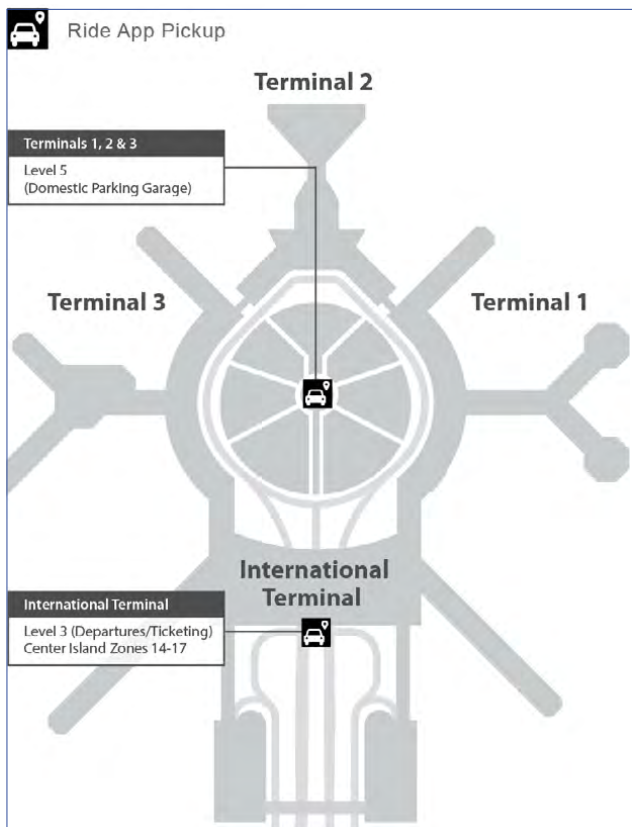 Ride App Pickup
Terminal 2
Terminals 1, 2 & 3
Level 5
(Domestic Parking Garage)
Terminal 3
Terminal 1
International
Terminal
International Terminal
Level 3 (Departures/Ticketing)
Center Island Zones 14-17